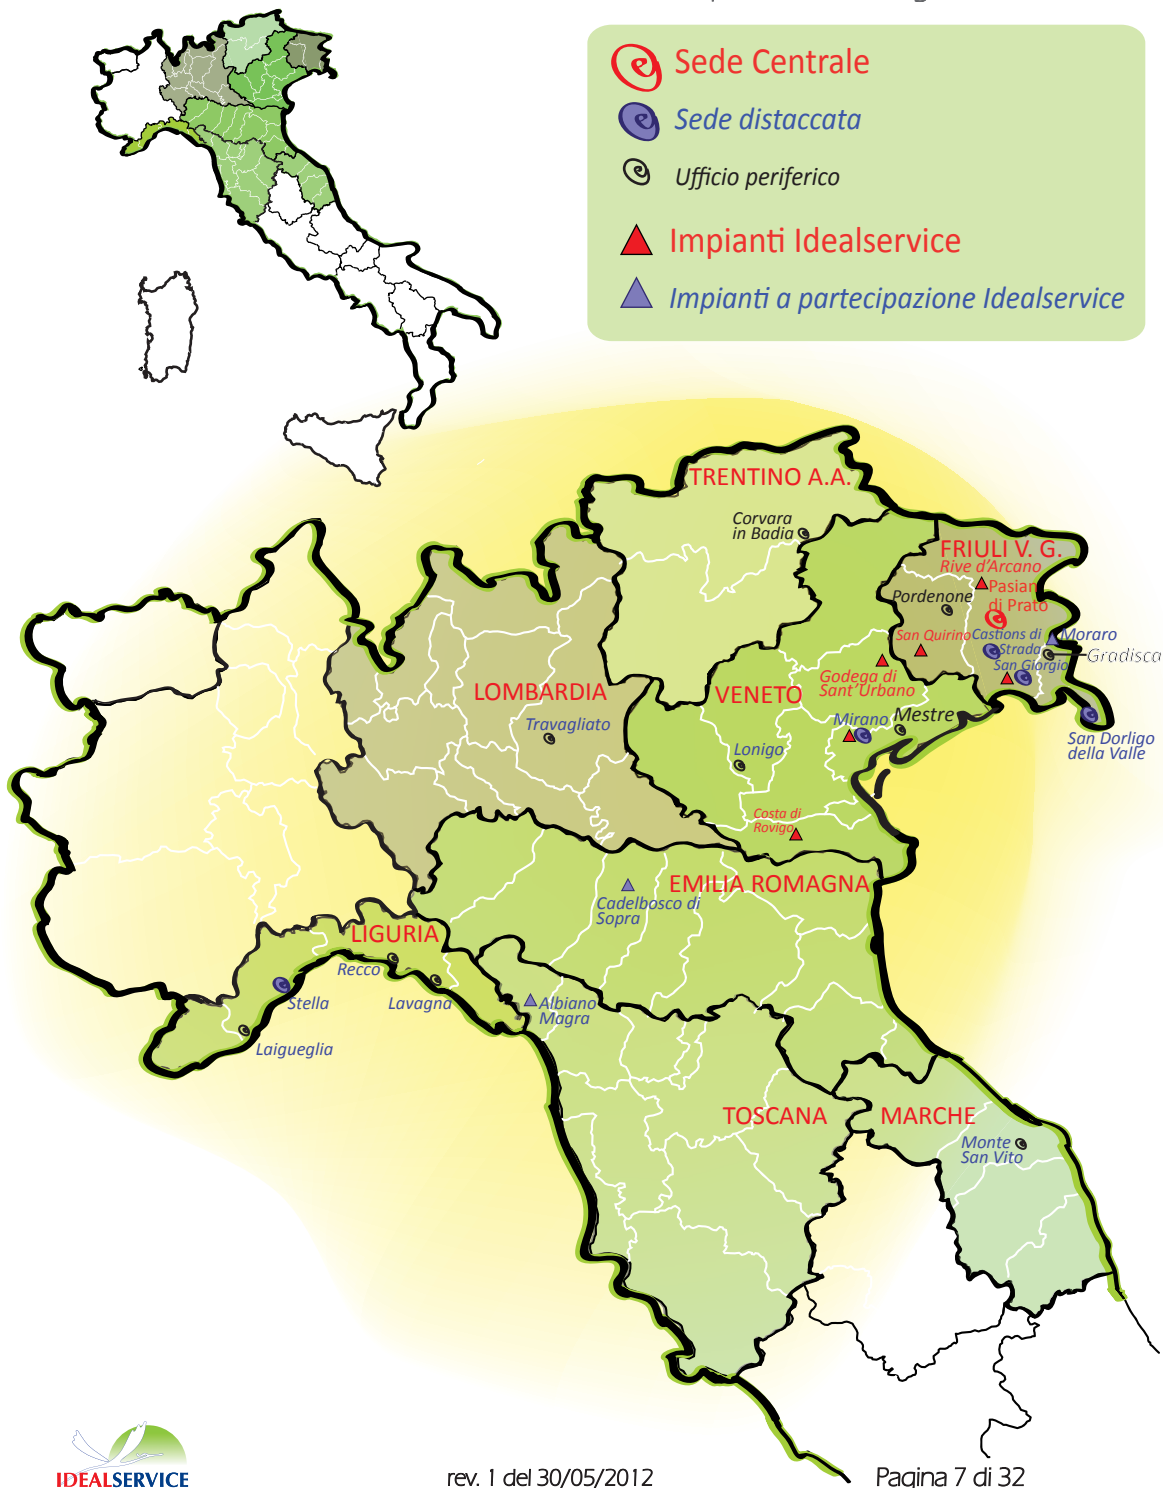 Sede Centrale
Sede distaccata
Ufficio periferico
Impianti Idealservice
Impianti a partecipazione Idealservice
TRENTINO A.A.
Corvara
in Badia
FRIULI V. G.
Rive d'Arcano
Pasian
di Prato
Pordenone
San Quirino
Castions di
Strada
Moraro
Gradisca
San Giorgio
Godega di
Sant'Urbano
LOMBARDIA
VENETO
Travagliato
Mirano
Mestre
Lonigo
San Dorligo
della Valle
Costa di
Rovigo
EMILIA ROMAGNA
Cadelbosco di
Sopra
LIGURIA
Recco
Stella
Lavagna
Albiano
Magra
Laigueglia
TOSCANA
MARCHE
Monte
San Vito
IDEALSERVICE
rev. 1 del 30/05/2012
Pagina 7 di 32